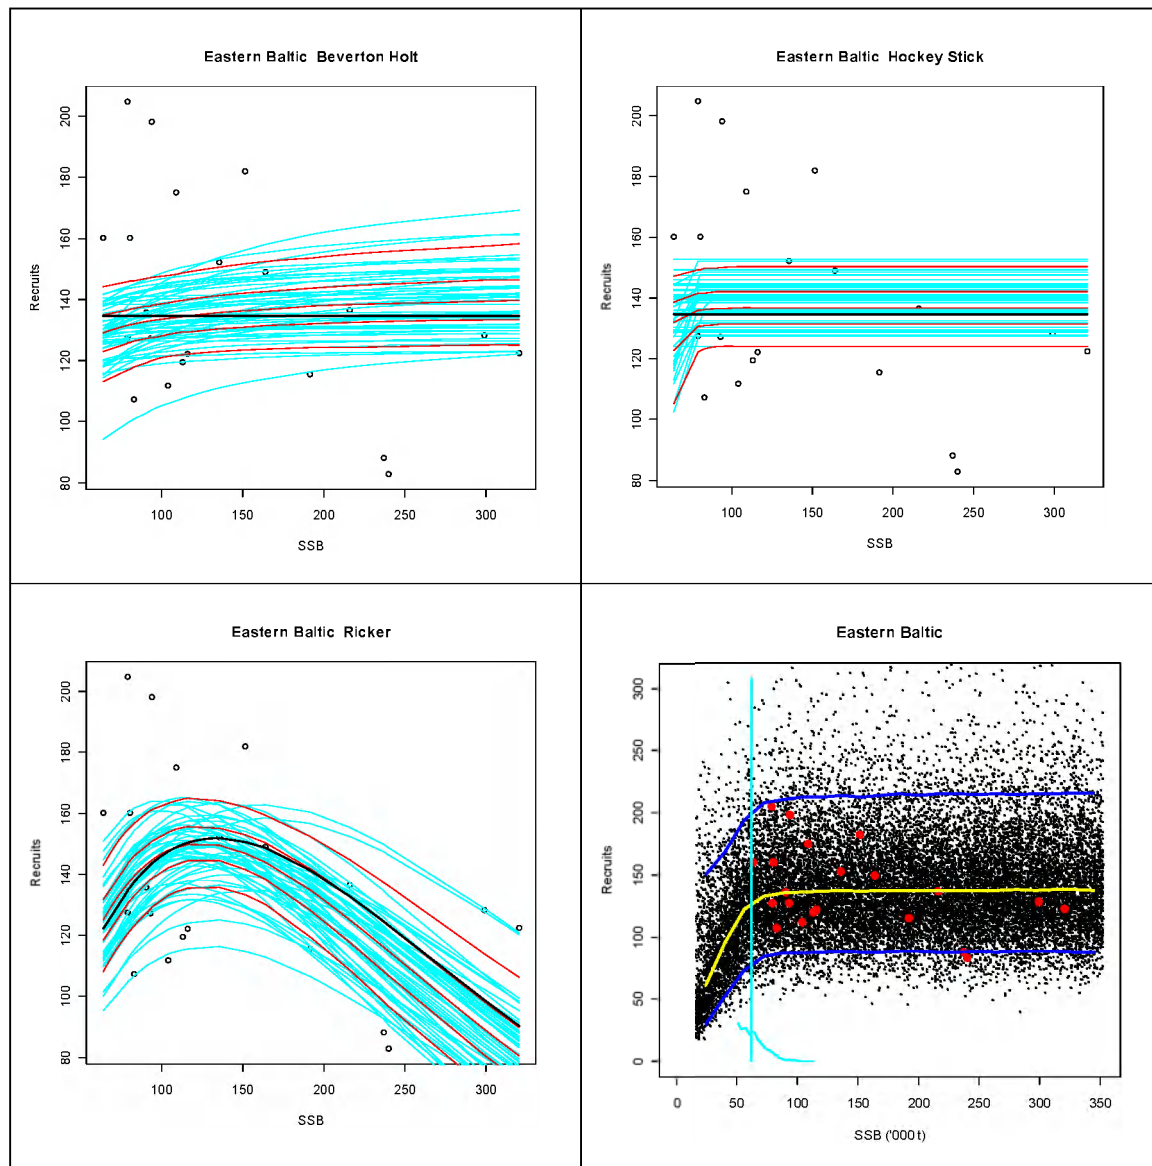 Eastern Baltic Beverton Holt
Recruits
200
180
160
140
120
100
80
100 150 200 250 300
SSB
Eastern Baltic Hockey Stick
Recruits
200
180
160
140
120
100
80
100 150 200 250 300
SSB
Eastern Baltic Ricker
Recruits
200
180
160
140
120
100
80
100 150 200 250 300
SSB
Eastern Baltic
Recruits
300
250
200
150
100
50
0
0 50 100 150 200 250 300 350
SSB ('000 t)